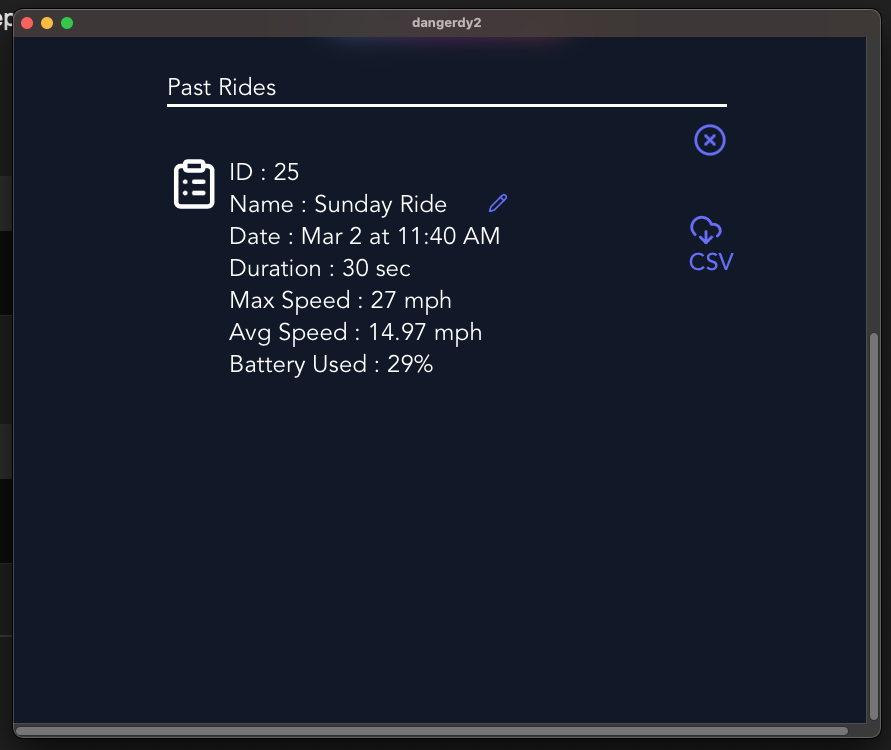 dangerdy2
Past Rides
ID : 25
Name : Sunday Ride
Date : Mar 2 at 11:40 AM
CSV
Duration : 30 sec
Max Speed : 27 mph
Avg Speed : 14.97 mph
Battery Used : 29%